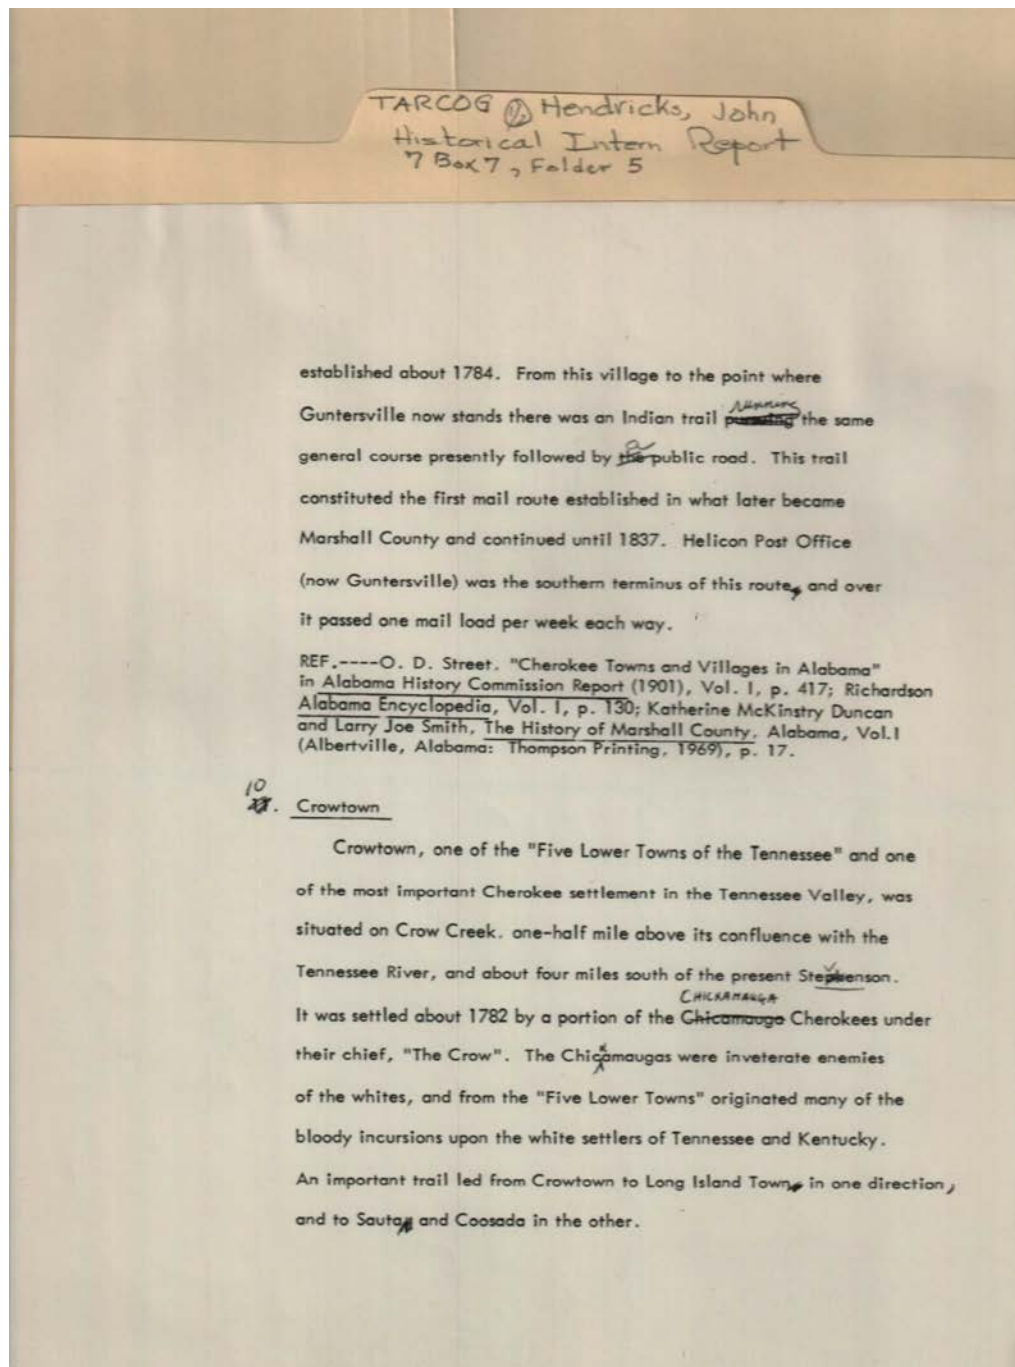 TARCOG Hendricks, John
Historical Intern Report
7 Box 7, Folder 5
established about 1784. From this village to the point where
running
Guntersville now stands there was an Indian trail pursuing the same
a
general course presently followed by the public road. This trail
constituted the first mail route established in what later became
Marshall County and continued until 1837. Helicon Post Office
(now Guntersville) was the southern terminus of this route, and over
it passed one mail load per week each way.
REF.----O. D. Street. "Cherokee Towns and Villages in Alabama"
in Alabama History Commission Report (1901), Vol. I, p. 417; Richardson
Alabama Encyclopedia, Vol. I, p. 130; Katherine McKinstry Duncan
and Larry Joe Smith, The History of Marshall County, Alabama, Vol.I
(Albertville, Alabama: Thompson Printing, 1969), p. 17.
10
. Crowtown
Crowtown, one of the "Five Lower Towns of the Tennessee" and one
of the most important Cherokee settlement in the Tennessee Valley, was
situated on Crow Creek. one-half mile above its confluence with the
Tennessee River, and about four miles south of the present Stevenson.
CHICKAMAUGA
It was settled about 1782 by a portion of the Chicamauga Cherokees under
their chief, "The Crow". The Chickamaugas were inveterate enemies
of the whites, and from the "Five Lower Towns" originated many of the
bloody incursions upon the white settlers of Tennessee and Kentucky.
An important trail led from Crowtown to Long Island Town, in one direction,
and to Sauta and Coosada in the other.